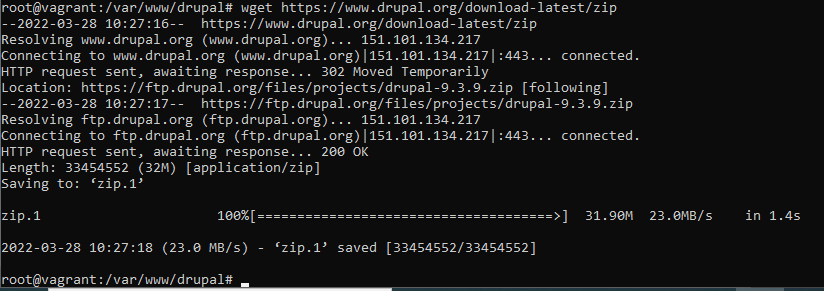 root@vagrant:/var/www/drupal# wget https://www.drupal.org/download-latest/zip
--2022-03-28 10:27:16--  https://www.drupal.org/download-latest/zip
Resolving www.drupal.org (www.drupal.org)... 151.101.134.217
Connecting to www.drupal.org (www.drupal.org)|151.101.134.217|:443... connected.
HTTP request sent, awaiting response... 302 Moved Temporarily
Location: https://ftp.drupal.org/files/projects/drupal-9.3.9.zip [following]
--2022-03-28 10:27:17--  https://ftp.drupal.org/files/projects/drupal-9.3.9.zip
Resolving ftp.drupal.org (ftp.drupal.org)... 151.101.134.217
Connecting to ftp.drupal.org (ftp.drupal.org)|151.101.134.217|:443... connected.
HTTP request sent, awaiting response... 200 OK
Length: 33454552 (32M) [application/zip]
Saving to: ‘zip.1’
zip.1                      100%[=====================================>]  31.90M  23.0MB/s    in 1.4s
2022-03-28 10:27:18 (23.0 MB/s) - ‘zip.1’ saved [33454552/33454552]
root@vagrant:/var/www/drupal#